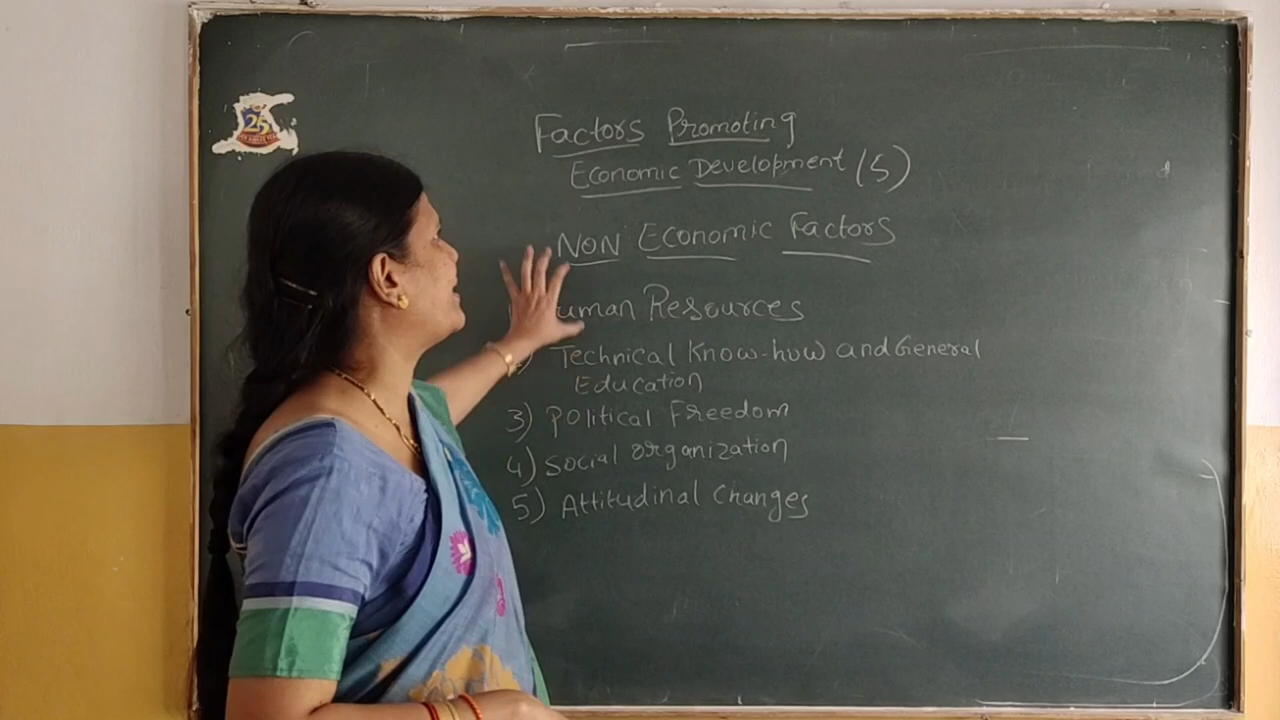 25
Factors Promoting
Economic Development (5)
NON Economic Factors
uman Resources
) Technical Know-how and General
Education
3) Political Freedom
4) Social organization
5) Attitudinal Changes